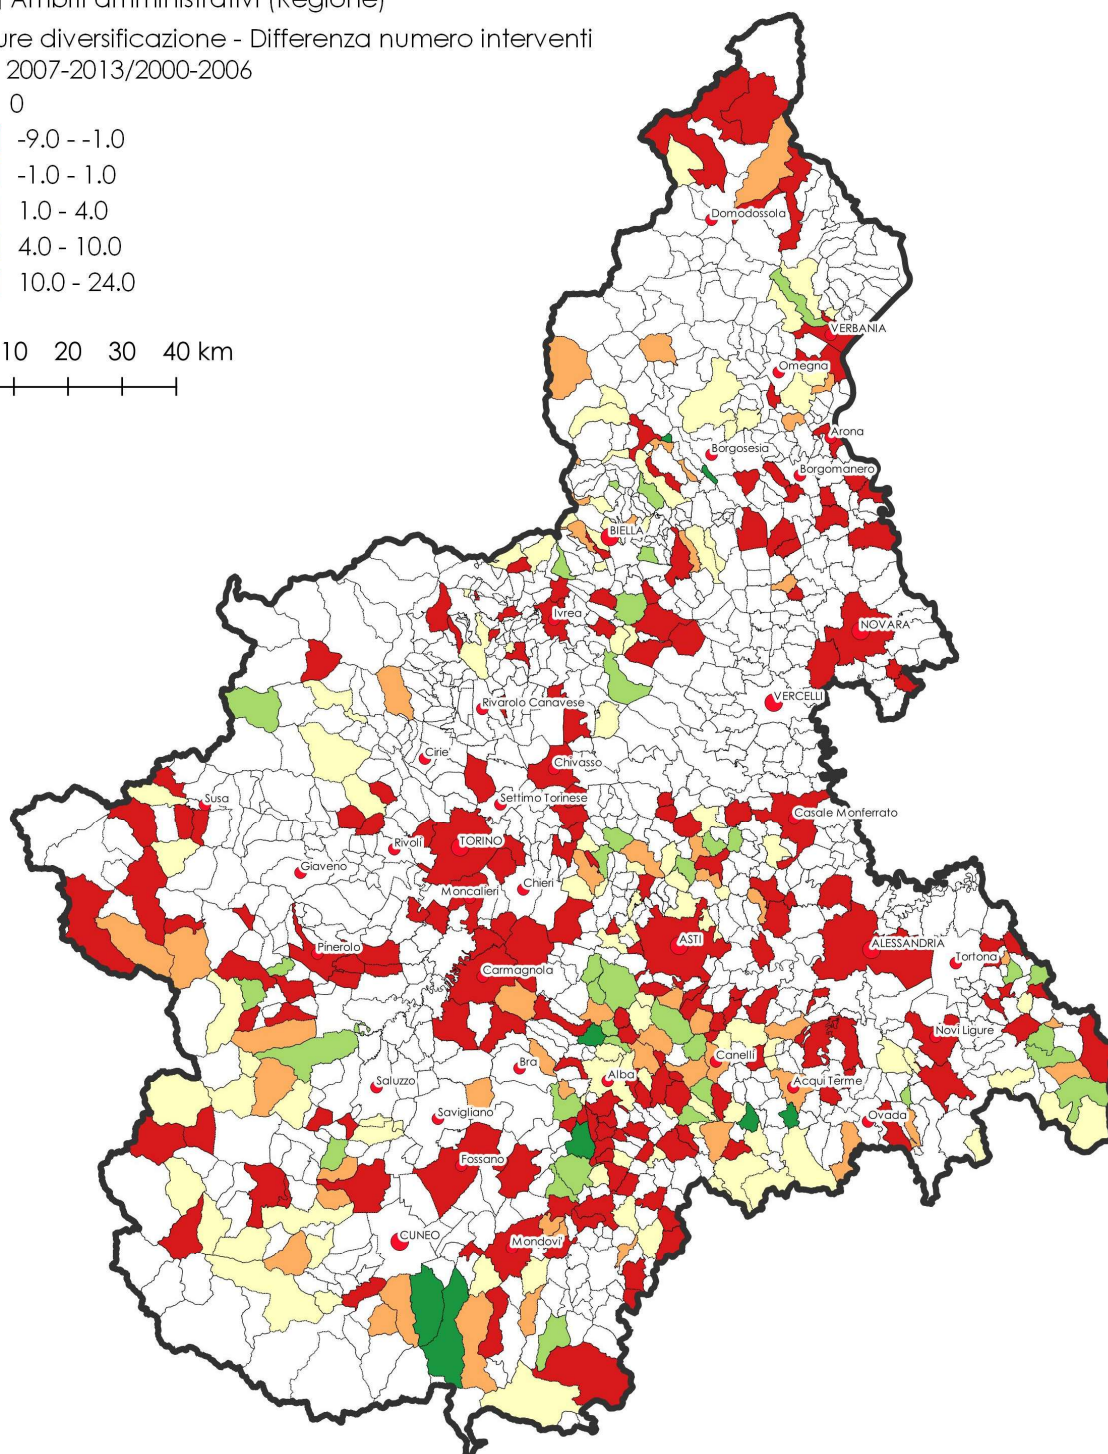 Ambiti amministrativi (Regione)
ure diversificazione - Differenza numero interventi
2007-2013/2000-2006
0
-9.0 - -1.0
-1.0 - 1.0
1.0 - 4.0
4.0 - 10.0
10.0 - 24.0
10 20 30 40 km
Domodossola
VERBANIA
Omegna
Arona
Borgosesia
Borgomanero
BIELLA
Ivrea
NOVARA
Rivarolo Canavese
VERCELLI
Cirie'
Chivasso
Susa
Settimo Torinese
Casale Monferrato
Rivoli
TORINO
Giaveno
Moncalieri
Chieri
Pinerolo
ASTI
ALESSANDRIA
Tortona
Carmagnola
Novi Ligure
Bra
Canelli
Saluzzo
Alba
Acqui Terme
Savigliano
Ovada
Fossano
CUNEO
Mondovi'